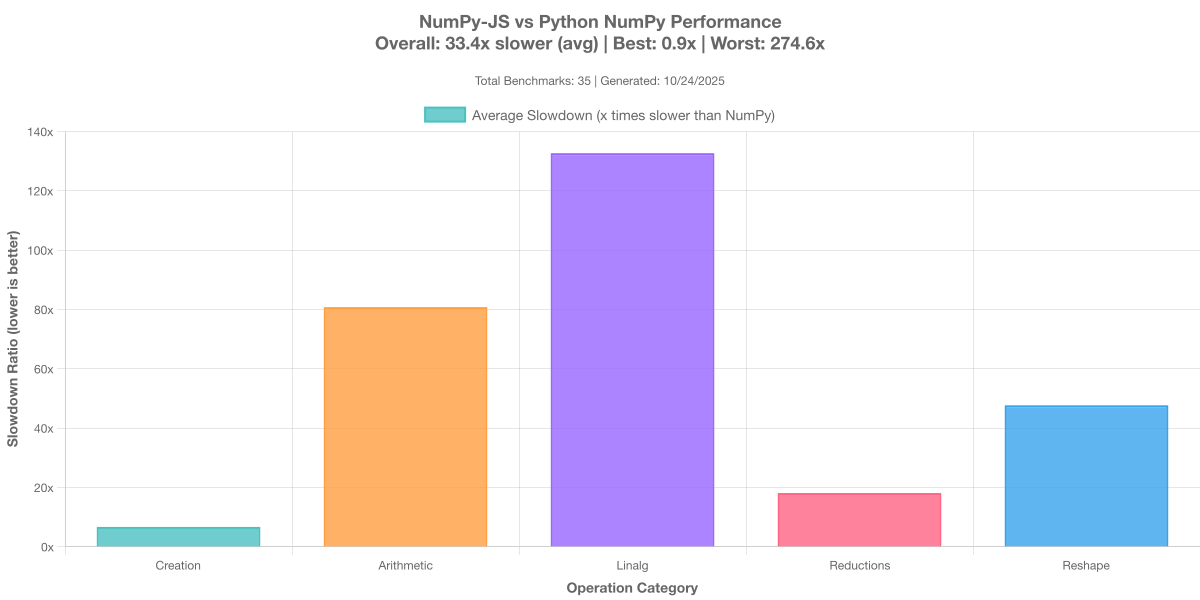 NumPy-JS vs Python NumPy Performance
Overall: 33.4x slower (avg) | Best: 0.9x | Worst: 274.6x
Total Benchmarks: 35 | Generated: 10/24/2025
Average Slowdown (x times slower than NumPy)
Slowdown Ratio (lower is better)
140x
120x
100x
80x
60x
40x
20x
0x
Creation
Arithmetic
Linalg
Reductions
Reshape
Operation Category